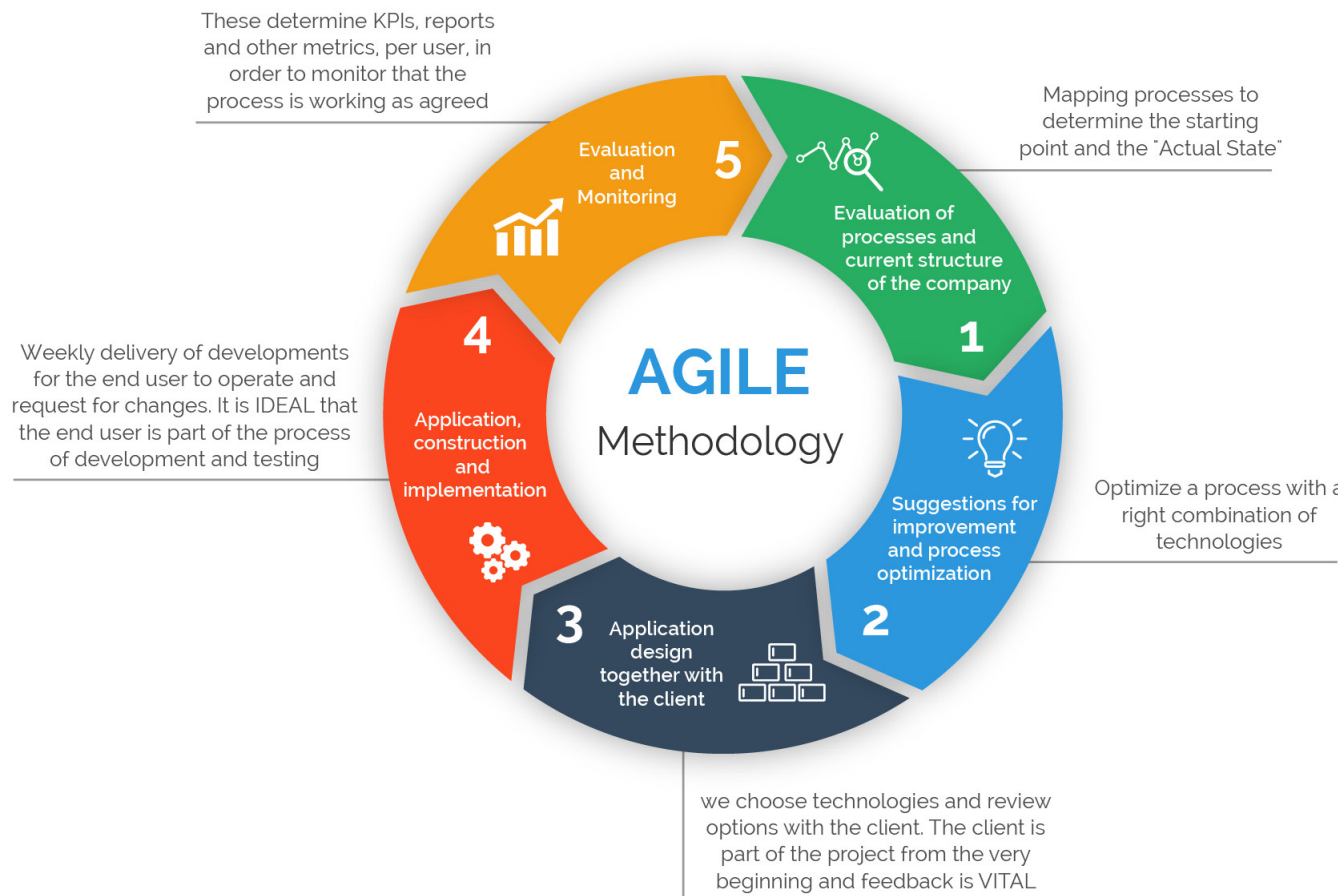 These determine KPIs, reports
and other metrics, per user, in
order to monitor that the
process is working as agreed
Mapping processes to
determine the starting
point and the "Actual State"
Evaluation
and
Monitoring
5
Evaluation of
processes and
current structure
of the company
1
AGILE
Methodology
4
Application,
construction
and
implementation
Weekly delivery of developments
for the end user to operate and
request for changes. It is IDEAL that
the end user is part of the process
of development and testing
Suggestions for
improvement
and process
optimization
2
Optimize a process with a
right combination of
technologies
3
Application
design
together with
the client
we choose technologies and review
options with the client. The client is
part of the project from the very
beginning and feedback is VITAL